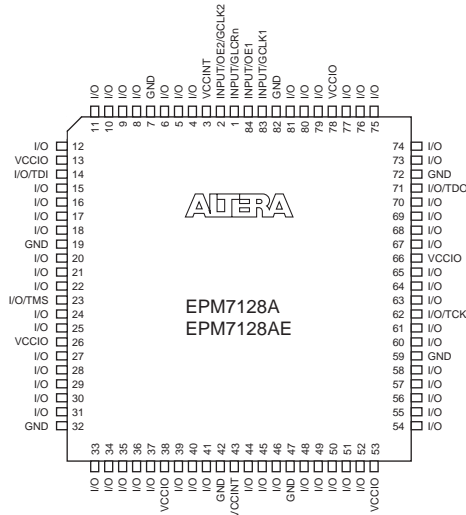 I/O
I/O
I/O
I/O
GND
I/O
I/O
I/O
VCCINT
INPUT/OE2/GCLK2
INPUT/GLCRn
INPUT/OE1
INPUT/GCLK1
GND
I/O
I/O
I/O
VCCIO
I/O
I/O
I/O
11 10 9 8 7 6 5 4 3 2 1 84 83 82 81 80 79 78 77 76 75
I/O 12
VCCIO 13
I/O/TDI 14
I/O 15
I/O 16
I/O 17
I/O 18
GND 19
I/O 20
I/O 21
I/O 22
I/O/TMS 23
I/O 24
I/O 25
VCCIO 26
I/O 27
I/O 28
I/O 29
I/O 30
I/O 31
GND 32
ALTERA
EPM7128A
EPM7128AE
74 I/O
73 I/O
72 GND
71 I/O/TDO
70 I/O
69 I/O
68 I/O
67 I/O
66 VCCIO
65 I/O
64 I/O
63 I/O
62 I/O/TCK
61 I/O
60 I/O
59 GND
58 I/O
57 I/O
56 I/O
55 I/O
54 I/O
33 34 35 36 37 38 39 40 41 42 43 44 45 46 47 48 49 50 51 52 53
I/O
I/O
I/O
I/O
I/O
VCCIO
I/O
I/O
I/O
GND
VCCINT
I/O
I/O
I/O
GND
I/O
I/O
I/O
I/O
I/O
VCCIO